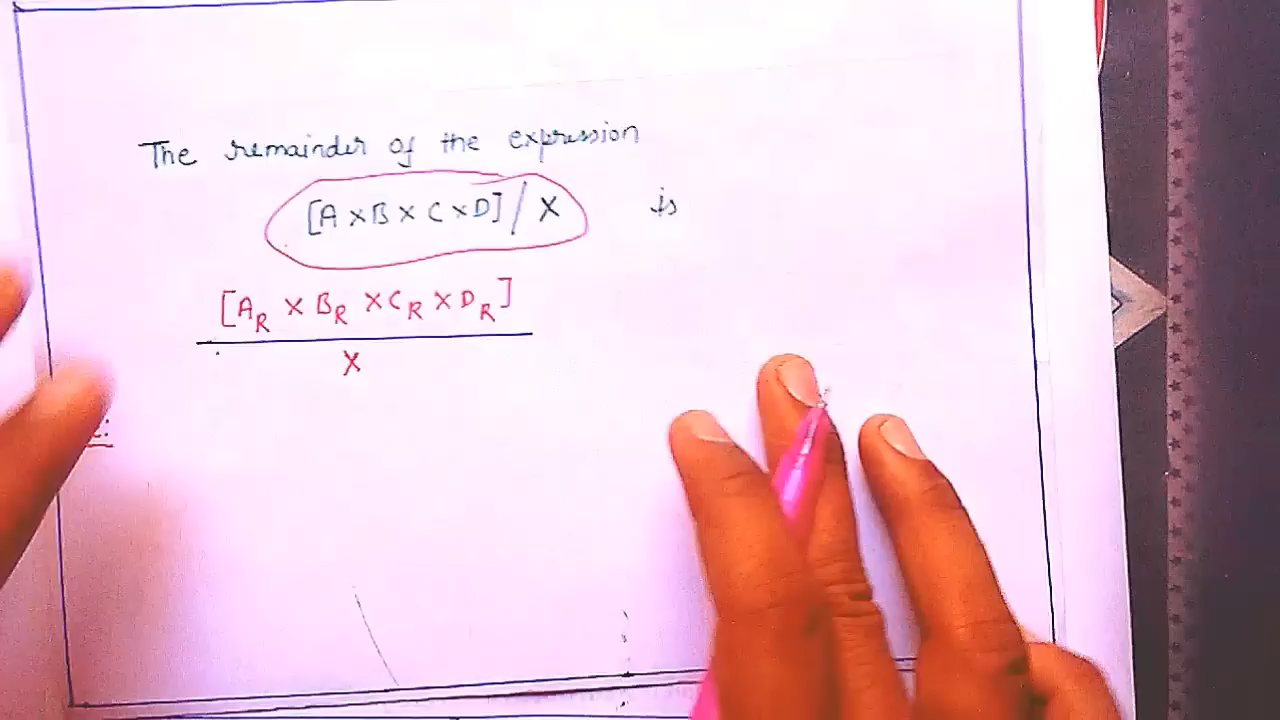 The remainder of the expression
[A × B × C × D] / X is
[A_R × B_R × C_R × D_R]
X